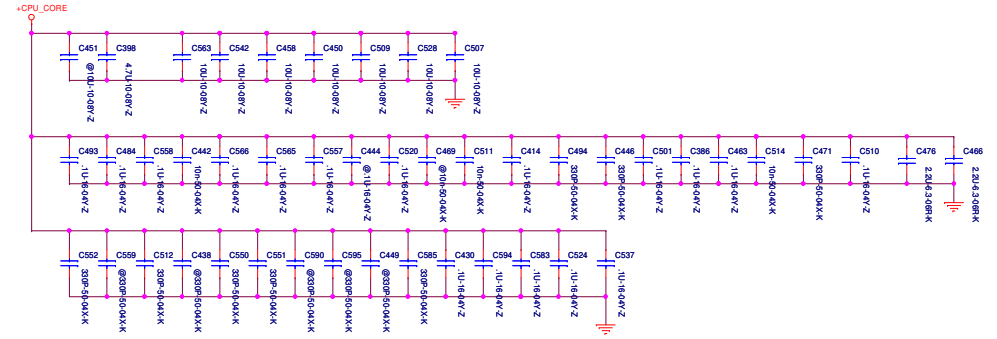 +CPU_CORE
C451
@10U-10-08Y-Z
C398
4.7U-10-08Y-Z
C563
10U-10-08Y-Z
C542
10U-10-08Y-Z
C458
10U-10-08Y-Z
C450
10U-10-08Y-Z
C509
10U-10-08Y-Z
C528
10U-10-08Y-Z
C507
10U-10-08Y-Z
C493
.1U-16-04Y-Z
C484
.1U-16-04Y-Z
C558
.1U-16-04Y-Z
C442
10n-50-04X-K
C566
.1U-16-04Y-Z
C565
.1U-16-04Y-Z
C557
.1U-16-04Y-Z
C444
@.1U-16-04Y-Z
C520
.1U-16-04Y-Z
C469
@10n-50-04X-K
C511
10n-50-04X-K
C414
.1U-16-04Y-Z
C494
330P-50-04X-K
C446
330P-50-04X-K
C501
.1U-16-04Y-Z
C386
.1U-16-04Y-Z
C463
.1U-16-04Y-Z
C514
10n-50-04X-K
C471
330P-50-04X-K
C510
.1U-16-04Y-Z
C476
2.2U-6.3-06R-K
C466
2.2U-6.3-06R-K
C552
330P-50-04X-K
C559
@330P-50-04X-K
C512
330P-50-04X-K
C438
@330P-50-04X-K
C550
330P-50-04X-K
C551
330P-50-04X-K
C590
@330P-50-04X-K
C595
@330P-50-04X-K
C449
@330P-50-04X-K
C585
330P-50-04X-K
C430
.1U-16-04Y-Z
C594
.1U-16-04Y-Z
C583
.1U-16-04Y-Z
C524
.1U-16-04Y-Z
C537
.1U-16-04Y-Z